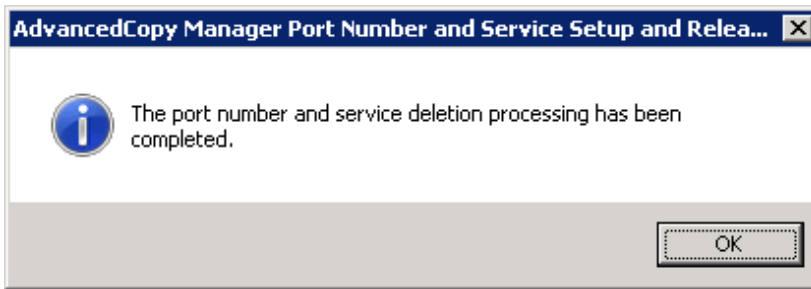 AdvancedCopy Manager Port Number and Service Setup and Relea...
The port number and service deletion processing has been
completed.
OK